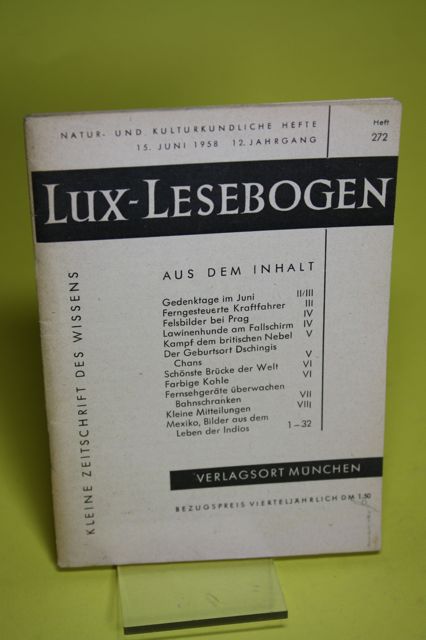 NATUR- UND KULTURKUNDLICHE HEFTE
15. JUNI 1958 12. JAHRGANG
Heft
272
LUX-LESEBOGEN
KLEINE ZEITSCHRIFT DES WISSENS
AUS DEM INHALT
Gedenktage im Juni II/III
Ferngesteuerte Kraftfahrer III
Felsbilder bei Prag IV
Lawinenhunde am Fallschirm IV
Kampf dem britischen Nebel V
Der Geburtsort Dschingis
Chans V
Schönste Brücke der Welt VI
Farbige Kohle VI
Fernsehgeräte überwachen
Bahnschranken VII
Kleine Mitteilungen VIII
Mexiko, Bilder aus dem
Leben der Indios 1–32
VERLAGSORT MÜNCHEN
BEZUGSPREIS VIERTELJÄHRLICH DM 1.50